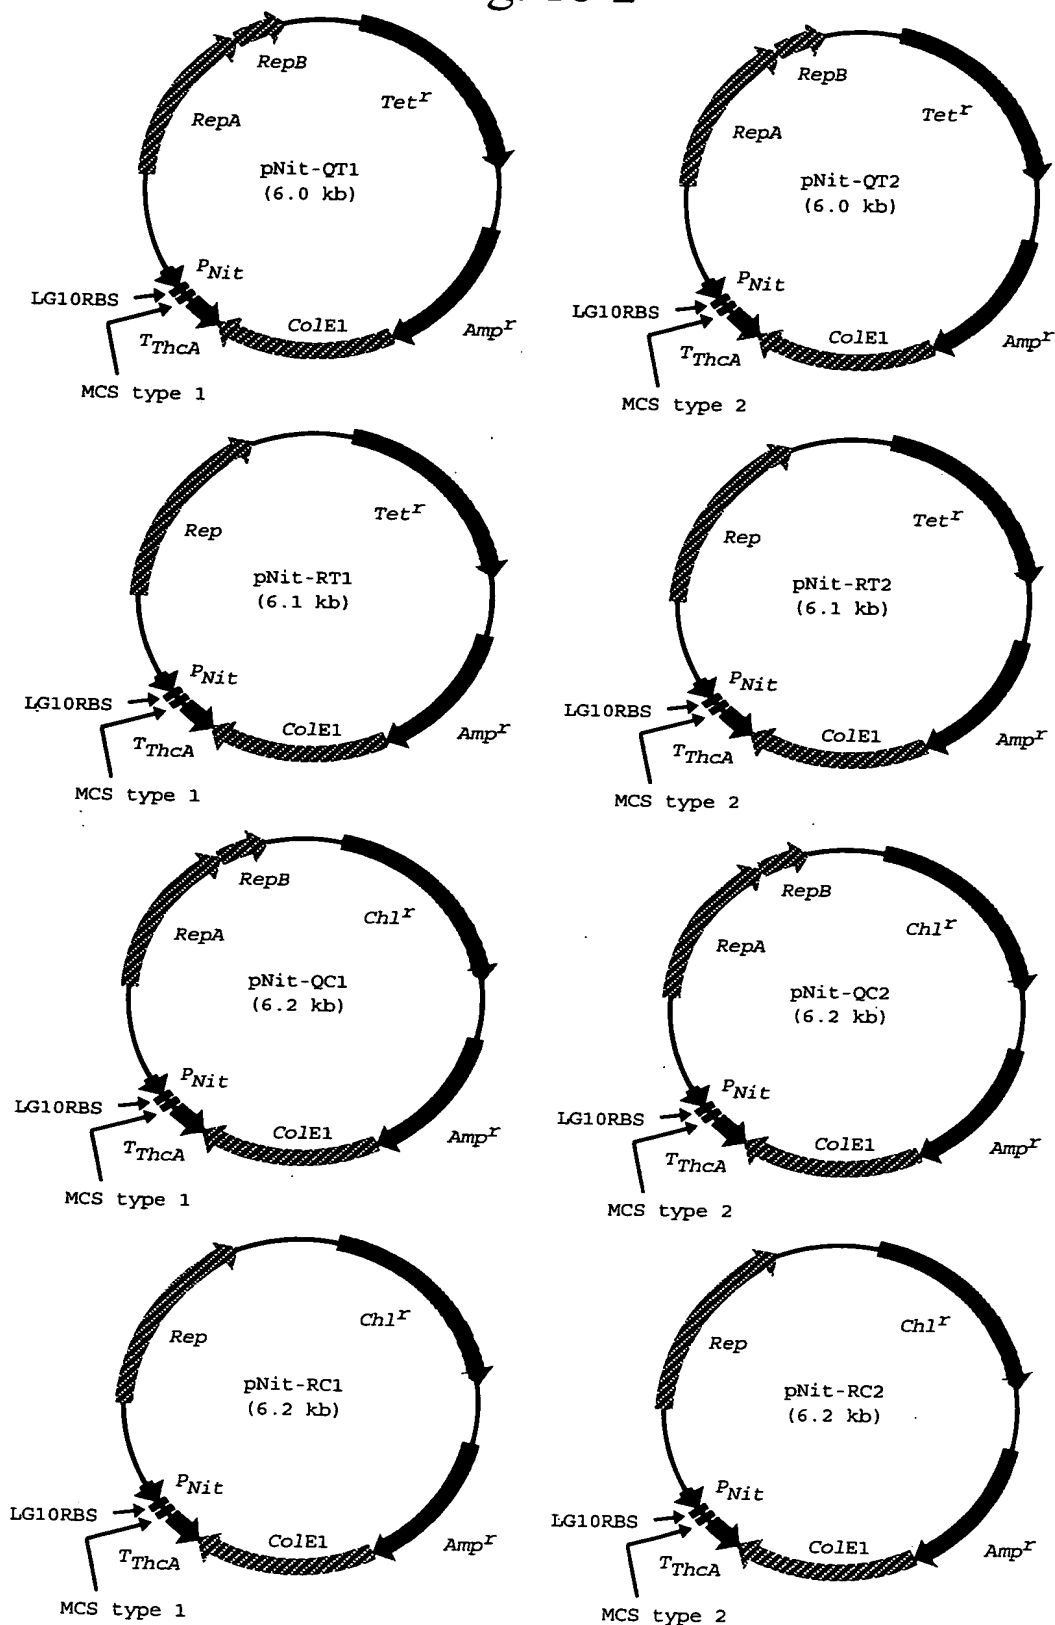 RepB
Tet^r
RepA
pNit-QT1
(6.0 kb)
P_Nit
LG10RBS
ColE1
Amp^r
T_ThcA
MCS type 1
RepB
Tet^r
RepA
pNit-QT2
(6.0 kb)
P_Nit
LG10RBS
ColE1
Amp^r
T_ThcA
MCS type 2
Tet^r
Rep
pNit-RT1
(6.1 kb)
P_Nit
LG10RBS
ColE1
Amp^r
T_ThcA
MCS type 1
Tet^r
Rep
pNit-RT2
(6.1 kb)
P_Nit
LG10RBS
ColE1
Amp^r
T_ThcA
MCS type 2
RepB
Chl^r
RepA
pNit-QC1
(6.2 kb)
P_Nit
LG10RBS
ColE1
Amp^r
T_ThcA
MCS type 1
RepB
Chl^r
RepA
pNit-QC2
(6.2 kb)
P_Nit
LG10RBS
ColE1
Amp^r
T_ThcA
MCS type 2
Chl^r
Rep
pNit-RC1
(6.2 kb)
P_Nit
LG10RBS
ColE1
Amp^r
T_ThcA
MCS type 1
Chl^r
Rep
pNit-RC2
(6.2 kb)
P_Nit
LG10RBS
ColE1
Amp^r
T_ThcA
MCS type 2